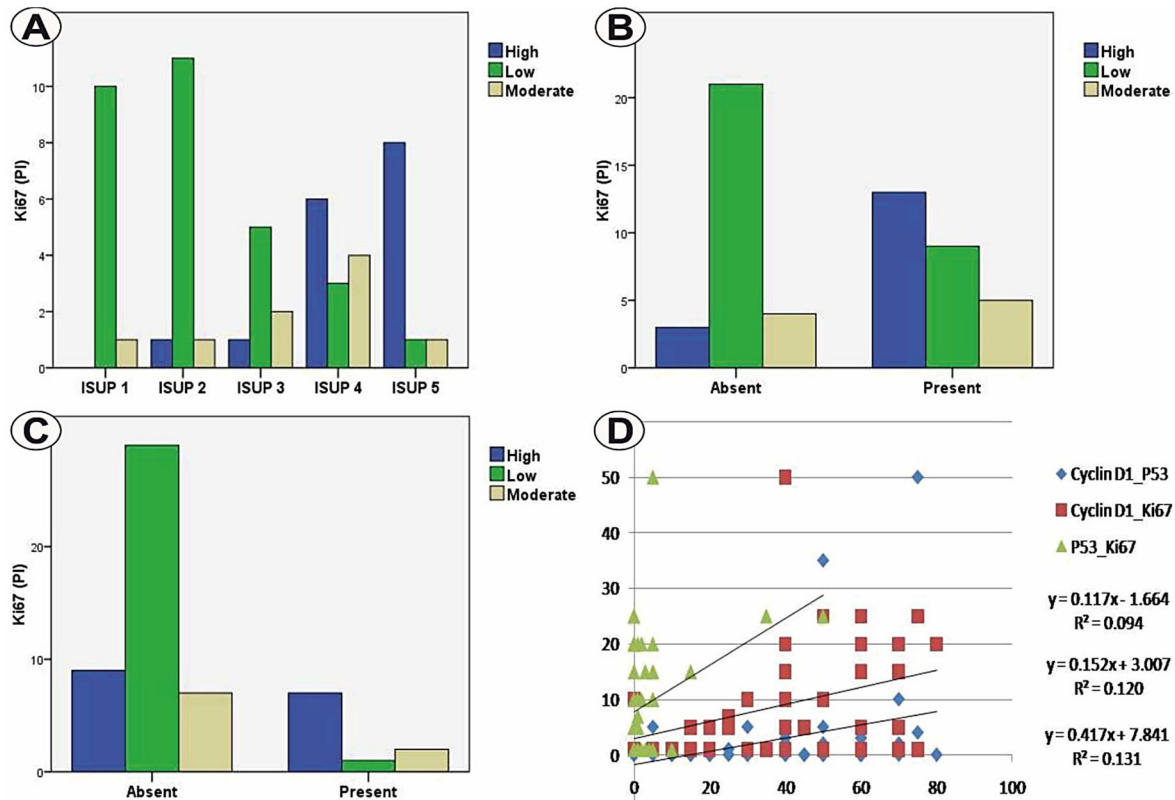 A
Ki67 (PI)
10
8
6
4
2
0
ISUP 1 ISUP 2 ISUP 3 ISUP 4 ISUP 5
High
Low
Moderate
B
Ki67 (PI)
20
15
10
5
0
Absent Present
High
Low
Moderate
C
Ki67 (PI)
20
10
0
Absent Present
High
Low
Moderate
D
50
40
30
20
10
0
0 20 40 60 80 100
Cyclin D1_P53
Cyclin D1_Ki67
P53_Ki67
y = 0.117x - 1.664
R² = 0.094
y = 0.152x + 3.007
R² = 0.120
y = 0.417x + 7.841
R² = 0.131